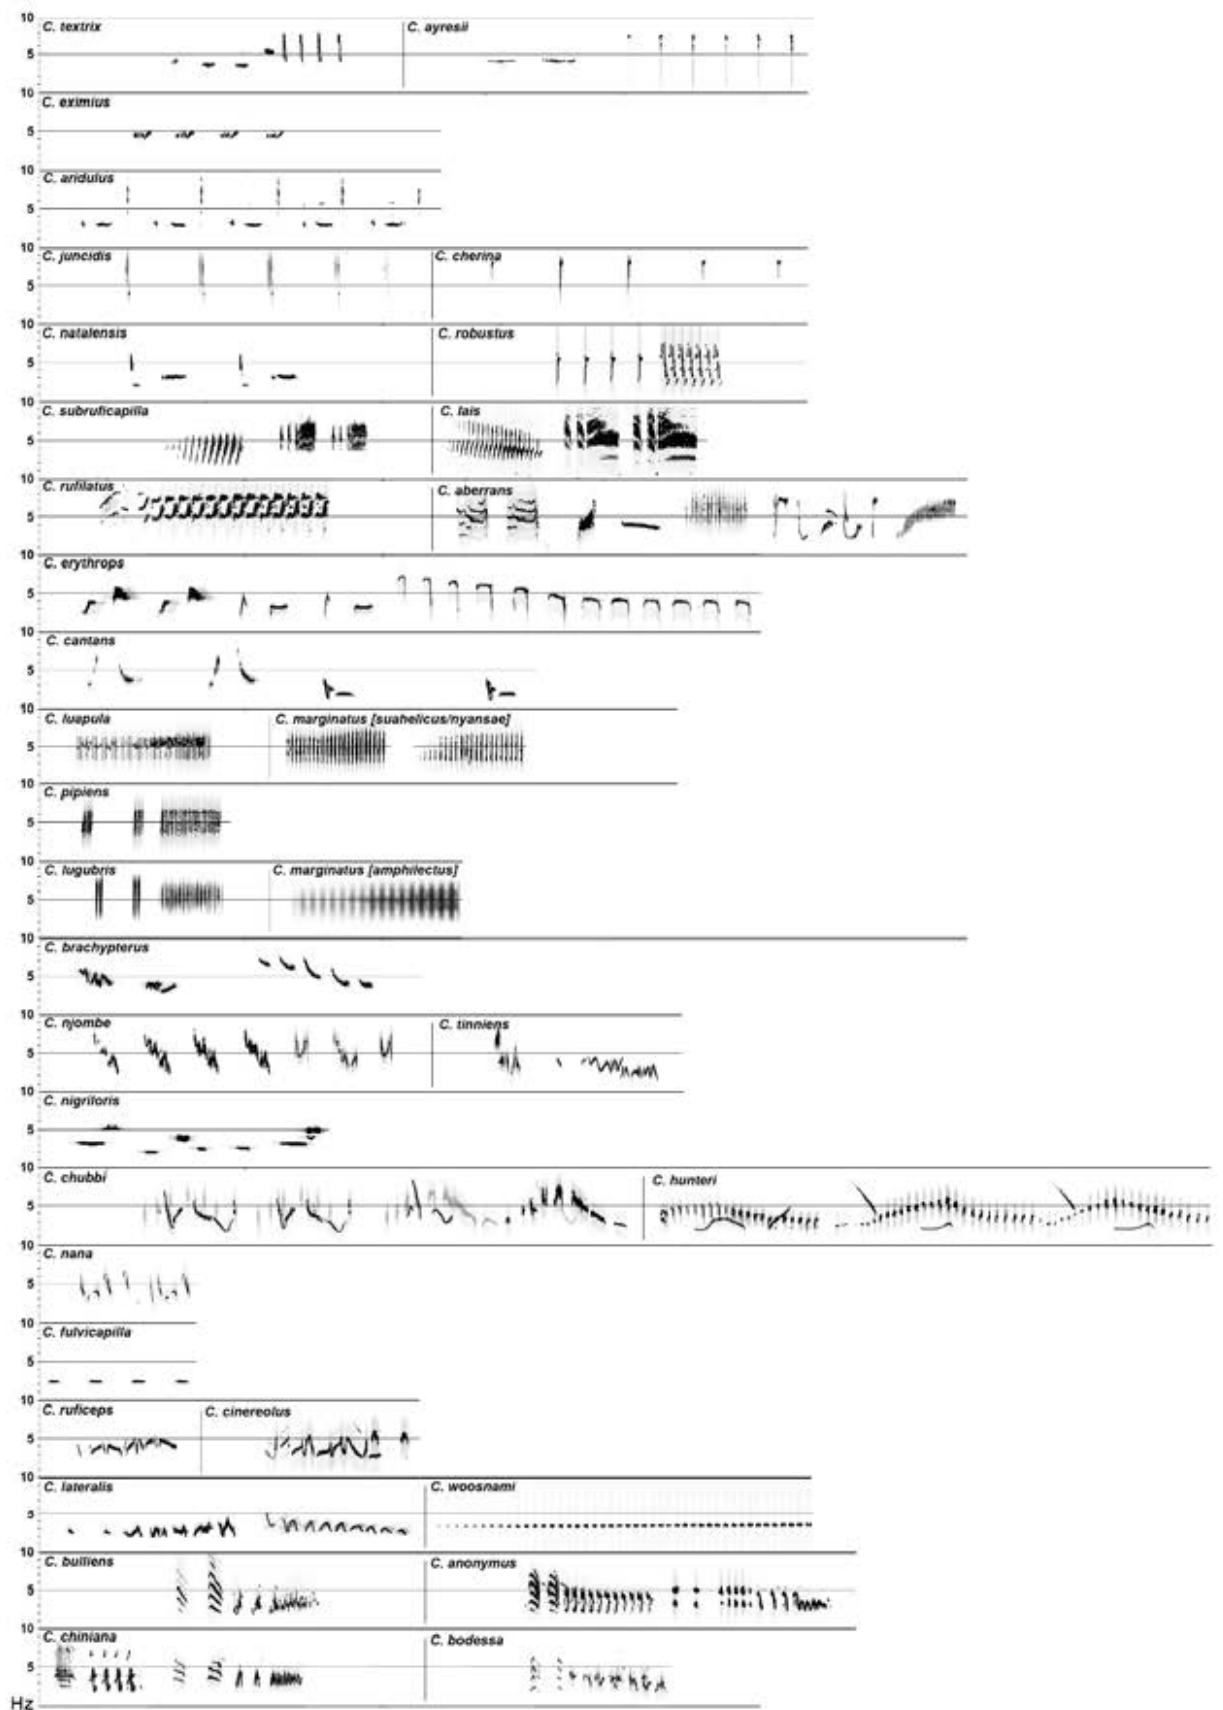 10 C. textrix C. ayresii
5
10 C. eximius
5
10 C. aridulus
5
10 C. juncidis C. cherina
5
10 C. natalensis C. robustus
5
10 C. subruficapilla C. lais
5
10 C. rufilatus C. aberrans
5
10 C. erythrops
5
10 C. cantans
5
10 C. luapula C. marginatus [suahelicus/nyansae]
5
10 C. pipiens
5
10 C. lugubris C. marginatus [amphilectus]
5
10 C. brachypterus
5
10 C. njombe C. tinniens
5
10 C. nigriloris
5
10 C. chubbi C. hunteri
5
10 C. nana
5
10 C. fulvicapilla
5
10 C. ruficeps C. cinereolus
5
10 C. lateralis C. woosnami
5
10 C. bulliens C. anonymus
5
10 C. chiniana C. bodessa
5
Hz